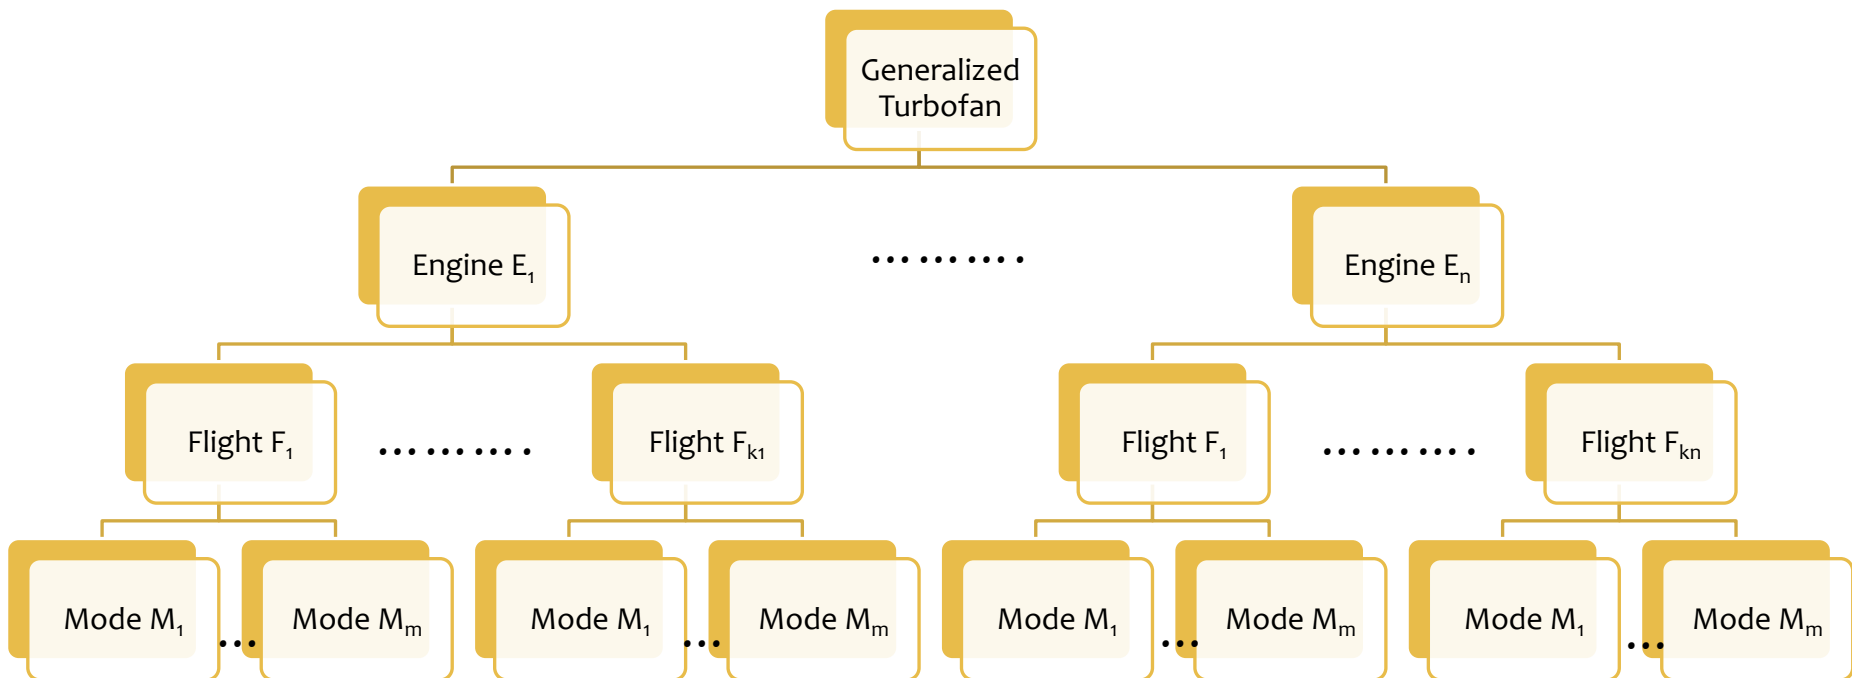 Generalized
Turbofan
Engine E₁
……….
Engine Eₙ
Flight F₁
……….
Flight Fₖ₁
Flight F₁
……….
Flight Fₖₙ
Mode M₁
...
Mode Mₘ
Mode M₁
...
Mode Mₘ
Mode M₁
...
Mode Mₘ
Mode M₁
...
Mode Mₘ